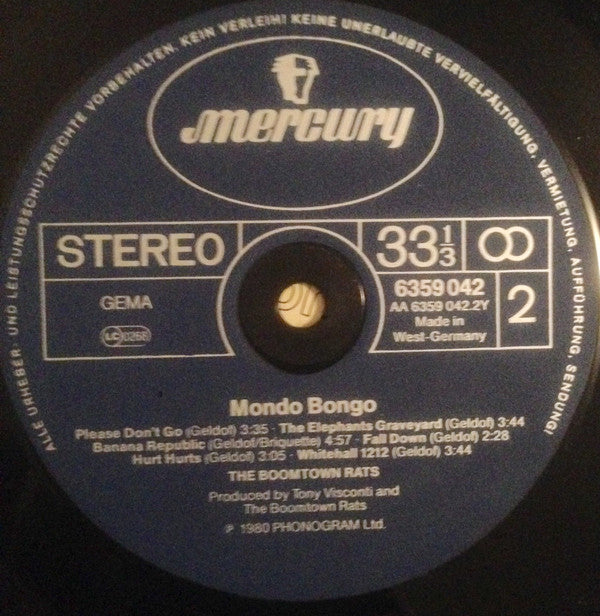 ALLE URHEBER- UND LEISTUNGSSCHUTZRECHTE VORBEHALTEN. KEIN VERLEIH! KEINE UNERLAUBTE VERVIELFÄLTIGUNG, VERMIETUNG, AUFFÜHRUNG, SENDUNG!
mercury
STEREO
33 1/3
GEMA
LC 0268
6359 042
AA 6359 042.2Y
Made in
West-Germany
2
Mondo Bongo
Please Don't Go (Geldof) 3:35 · The Elephants Graveyard (Geldof) 3:44
Banana Republic (Geldof/Briquette) 4:57 · Fall Down (Geldof) 2:28
Hurt Hurts (Geldof) 3:05 · Whitehall 1212 (Geldof) 3:44
THE BOOMTOWN RATS
Produced by Tony Visconti and
The Boomtown Rats
℗ 1980 PHONOGRAM Ltd.